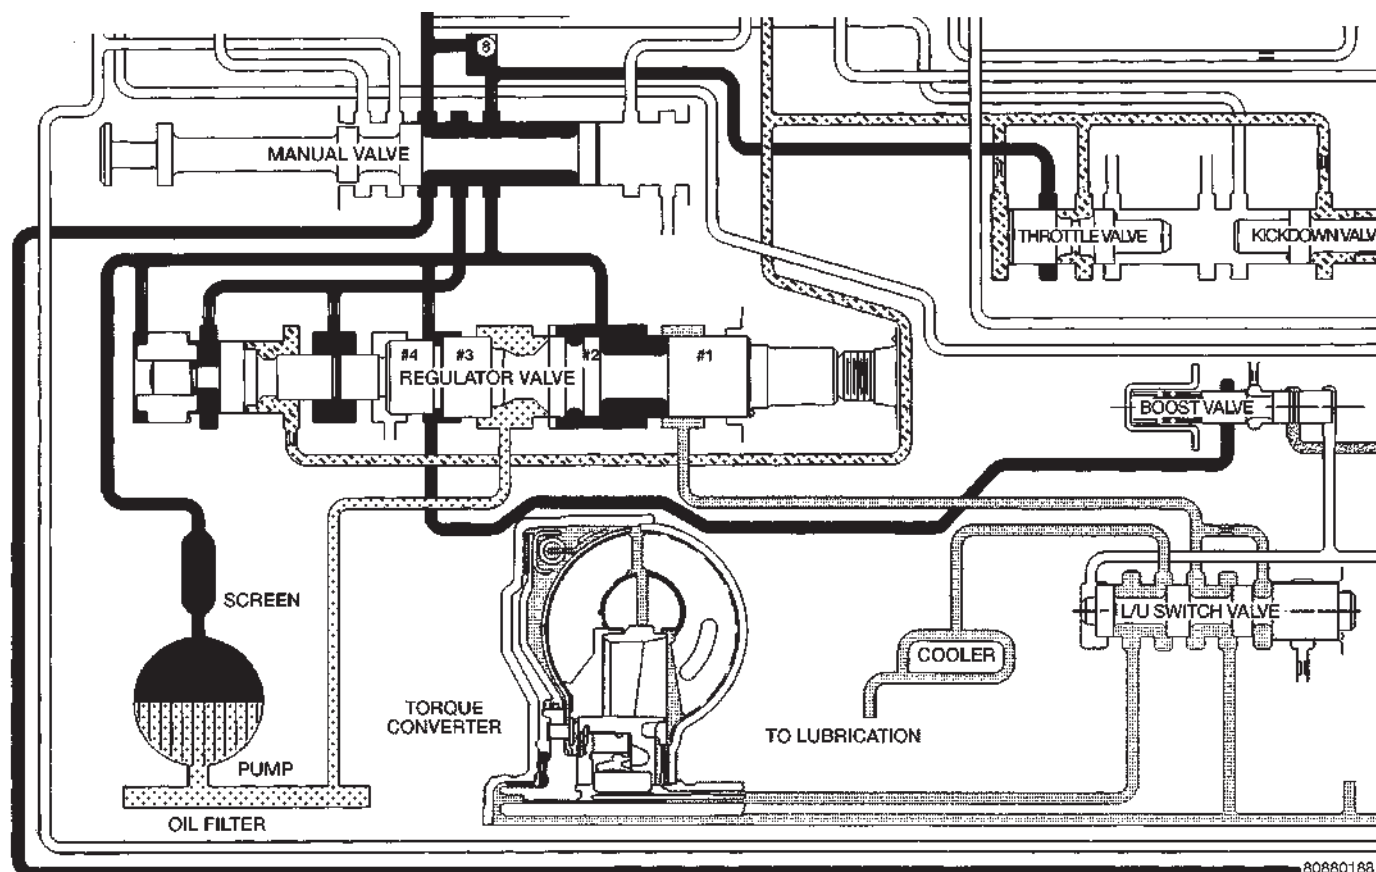 8
MANUAL VALVE
THROTTLE VALVE
KICKDOWN VALV
#4
#3
#2
#1
REGULATOR VALVE
BOOST VALVE
SCREEN
L/U SWITCH VALVE
COOLER
TORQUE
CONVERTER
TO LUBRICATION
PUMP
OIL FILTER
80880188